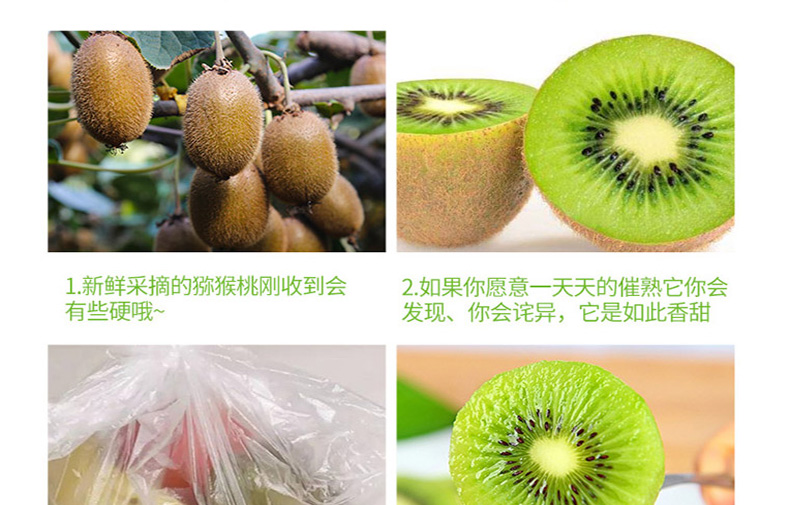 1.新鲜采摘的猕猴桃刚收到会
有些硬哦~
2.如果你愿意一天天的催熟它你会
发现、你会诧异，它是如此香甜